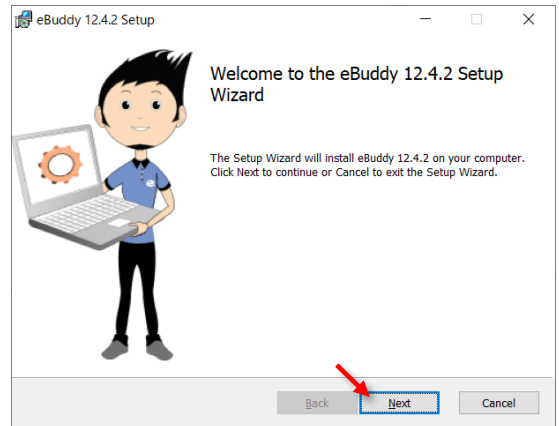 eBuddy 12.4.2 Setup
Welcome to the eBuddy 12.4.2 Setup
Wizard
The Setup Wizard will install eBuddy 12.4.2 on your computer.
Click Next to continue or Cancel to exit the Setup Wizard.
Back Next Cancel